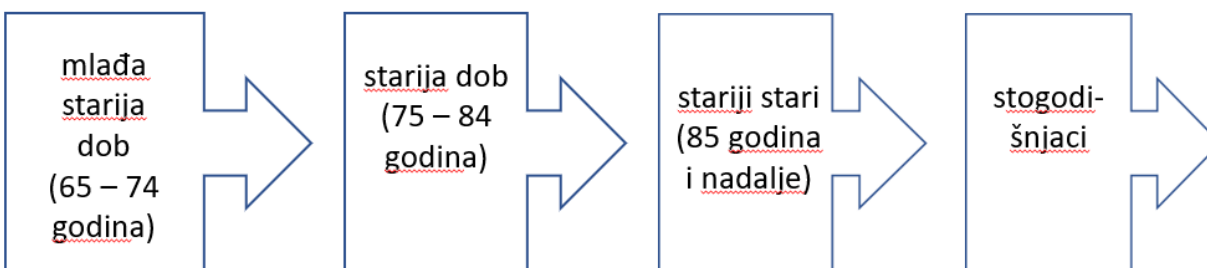 mlađa
starija
dob
(65 – 74
godina)
starija dob
(75 – 84
godina)
stariji stari
(85 godina
i nadalje)
stogodi-
šnjaci